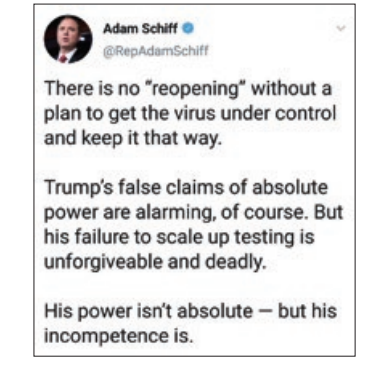 Adam Schiff
@RepAdamSchiff
There is no “reopening” without a
plan to get the virus under control
and keep it that way.
Trump's false claims of absolute
power are alarming, of course. But
his failure to scale up testing is
unforgiveable and deadly.
His power isn't absolute – but his
incompetence is.